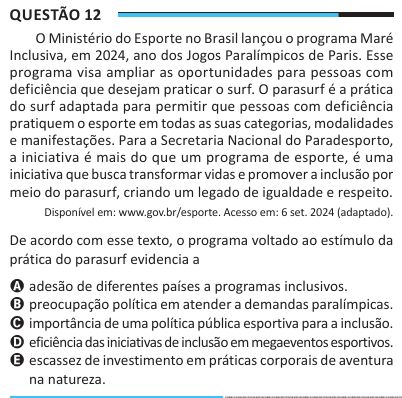 QUESTÃO 12
O Ministério do Esporte no Brasil lançou o programa Maré
Inclusiva, em 2024, ano dos Jogos Paralímpicos de Paris. Esse
programa visa ampliar as oportunidades para pessoas com
deficiência que desejam praticar o surf. O parasurf é a prática
do surf adaptada para permitir que pessoas com deficiência
pratiquem o esporte em todas as suas categorias, modalidades
e manifestações. Para a Secretaria Nacional do Paradesporto,
a iniciativa é mais do que um programa de esporte, é uma
iniciativa que busca transformar vidas e promover a inclusão por
meio do parasurf, criando um legado de igualdade e respeito.
Disponível em: www.gov.br/esporte. Acesso em: 6 set. 2024 (adaptado).
De acordo com esse texto, o programa voltado ao estímulo da
prática do parasurf evidencia a
A adesão de diferentes países a programas inclusivos.
B preocupação política em atender a demandas paralímpicas.
C importância de uma política pública esportiva para a inclusão.
D eficiência das iniciativas de inclusão em megaeventos esportivos.
E escassez de investimento em práticas corporais de aventura
na natureza.